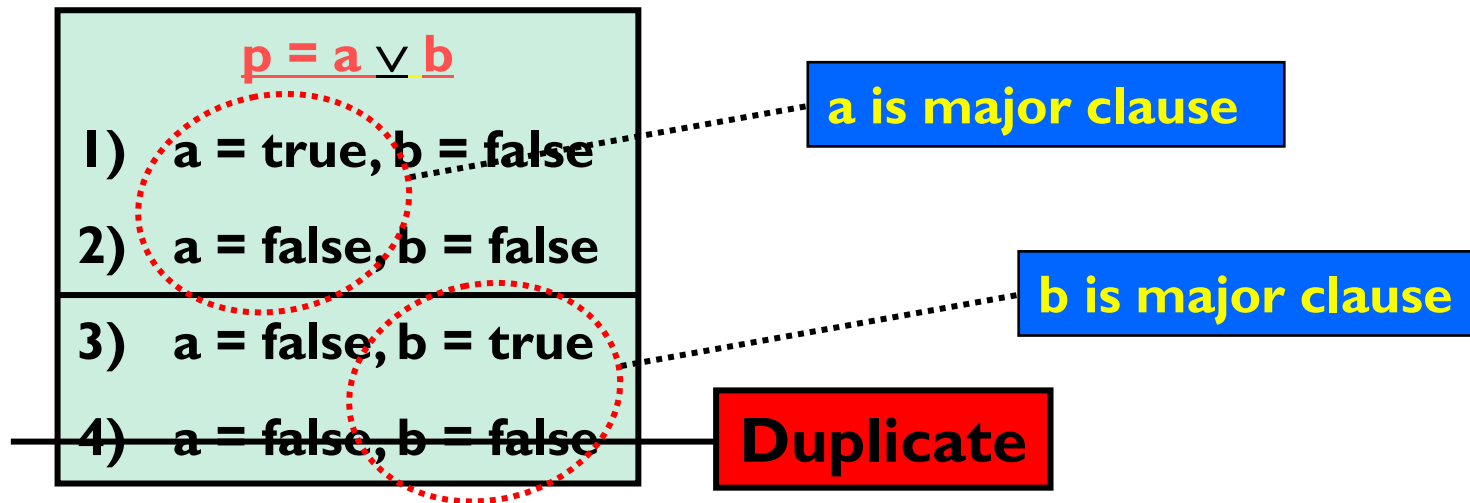 p = a ∨ b
a is major clause
1) a = true, b = false
2) a = false, b = false
b is major clause
3) a = false, b = true
4) a = false, b = false
Duplicate